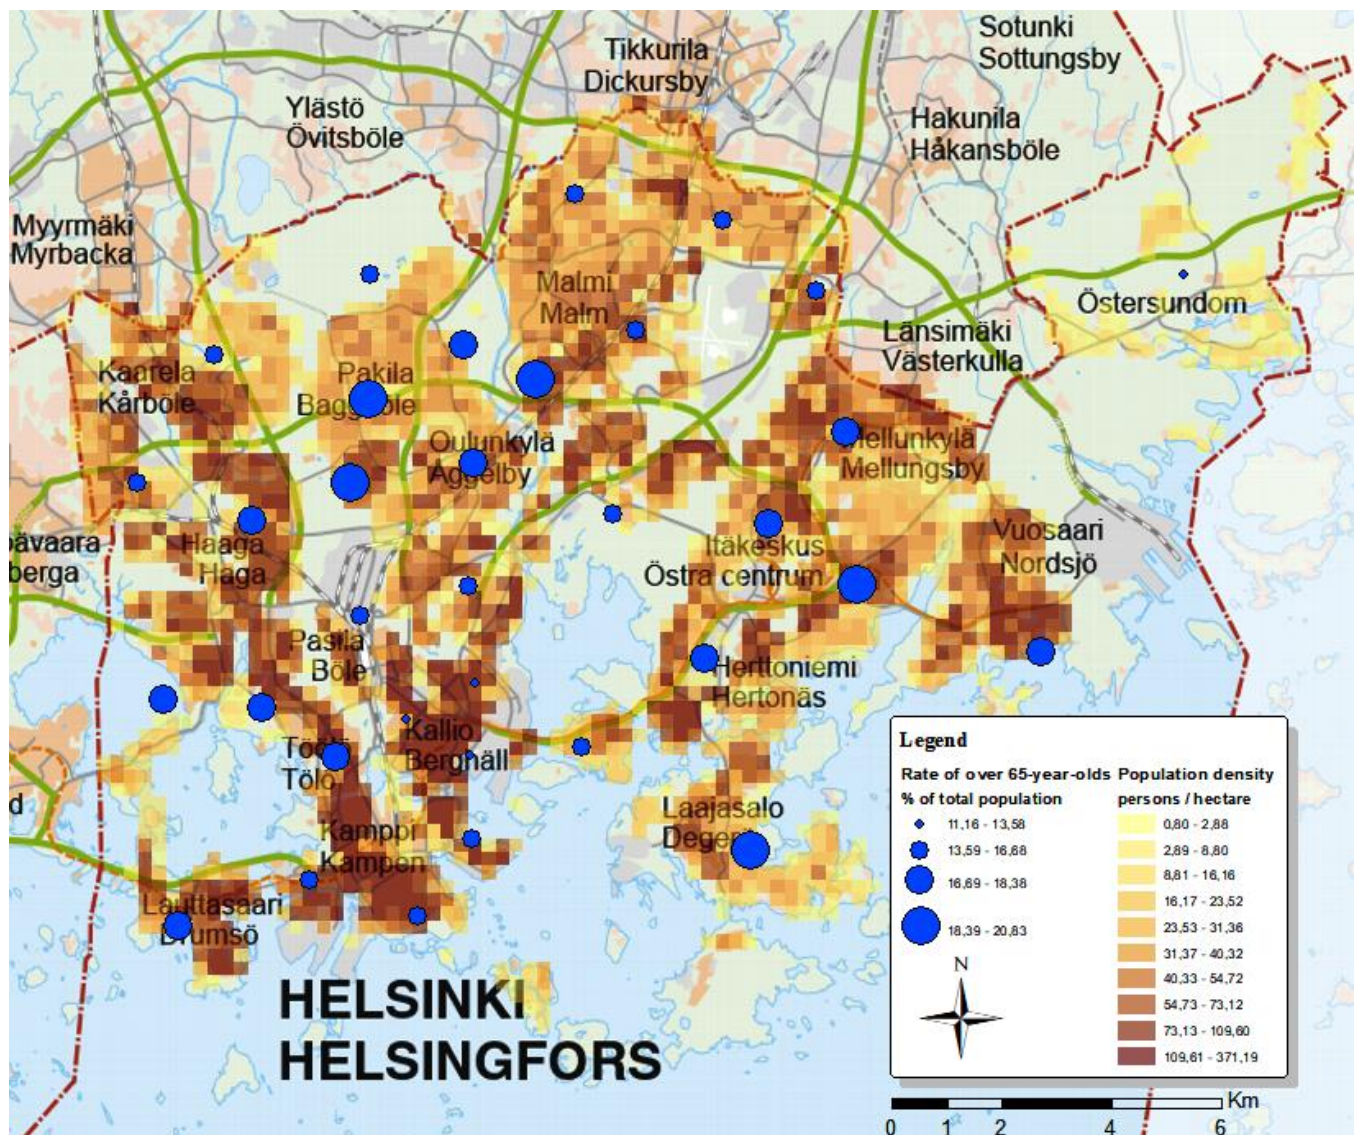 Sotunki
Sottungsby
Tikkurila
Dickursby
Ylästö
Övitsböle
Hakunila
Håkansböle
Myyrmäki
Myrbacka
Malmi
Malm
Östersundom
Länsimäki
Västerkulla
Kaarela
Kårböle
Pakila
Oulunkylä
Åggelby
Mellungsby
Vuosaari
Nordsjö
Haaga
Haga
Itäkeskus
Östra centrum
berga
Pasila
Böle
Herttoniemi
Hertonäs
Kallio
Berghäll
Töölö
Tölö
Laajasalo
Kamppi
Kampen
Lauttasaari
Drumsö
HELSINKI
HELSINGFORS
Legend
Rate of over 65-year-olds
% of total population
11,16 - 13,58
13,59 - 16,68
16,69 - 18,38
18,39 - 20,83
N
Population density
persons / hectare
0,80 - 2,88
2,89 - 8,80
8,81 - 16,16
16,17 - 23,52
23,53 - 31,36
31,37 - 40,32
40,33 - 54,72
54,73 - 73,12
73,13 - 109,60
109,61 - 371,19
Km
0 1 2 4 6